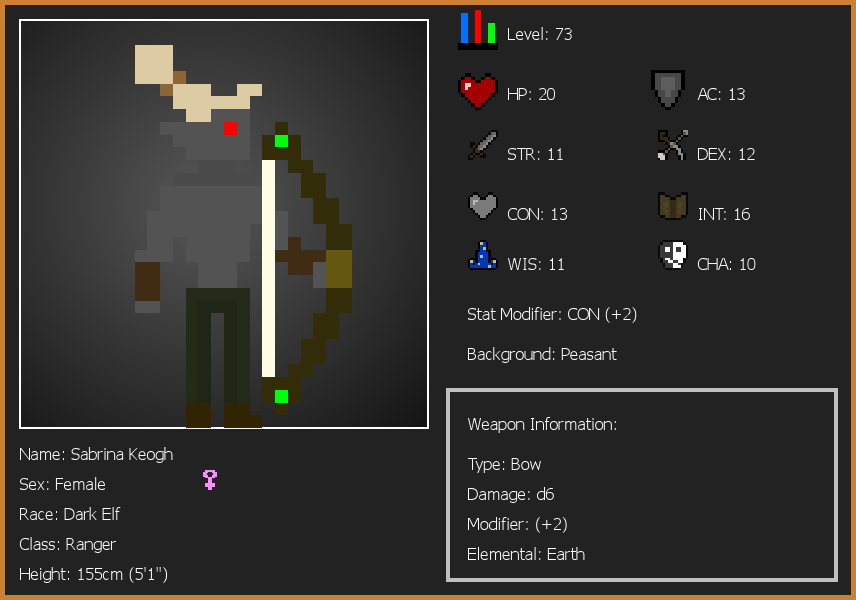 Level: 73
HP: 20
AC: 13
STR: 11
DEX: 12
CON: 13
INT: 16
WIS: 11
CHA: 10
Stat Modifier: CON (+2)
Background: Peasant
Weapon Information:
Type: Bow
Damage: d6
Modifier: (+2)
Elemental: Earth
Name: Sabrina Keogh
Sex: Female
Race: Dark Elf
Class: Ranger
Height: 155cm (5'1")